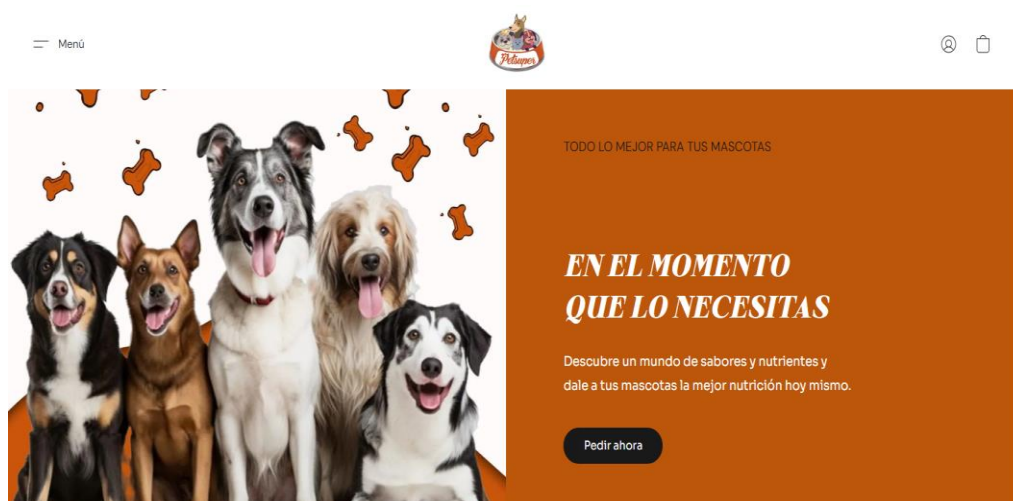 Menú
Petsuper
TODO LO MEJOR PARA TUS MASCOTAS
EN EL MOMENTO
QUE LO NECESITAS
Descubre un mundo de sabores y nutrientes y
dale a tus mascotas la mejor nutrición hoy mismo.
Pedir ahora